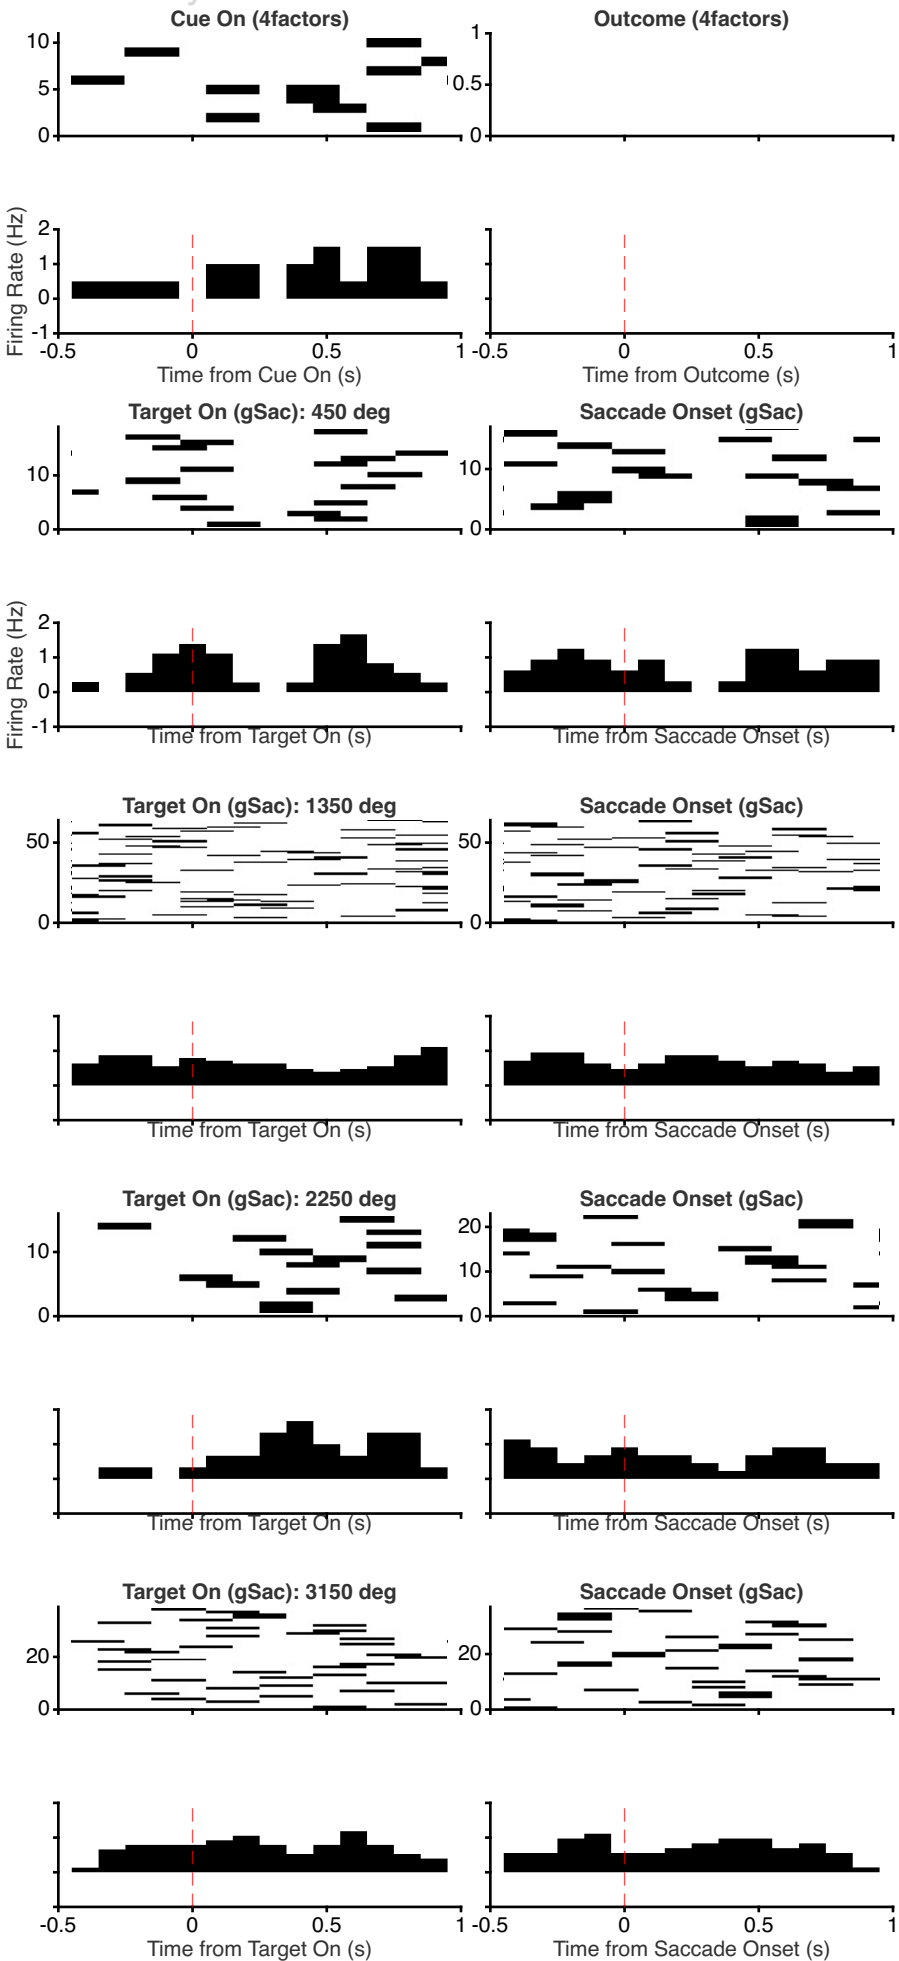 Cue On (4factors)
Outcome (4factors)
10
5
0
1
0.5
0
Firing Rate (Hz)
2
1
0
-1
-0.5 0 0.5 1
-0.5 0 0.5 1
Time from Cue On (s)
Time from Outcome (s)
Target On (gSac): 450 deg
Saccade Onset (gSac)
10
0
10
0
Firing Rate (Hz)
2
1
0
-1
Time from Target On (s)
Time from Saccade Onset (s)
Target On (gSac): 1350 deg
Saccade Onset (gSac)
50
0
50
0
Time from Target On (s)
Time from Saccade Onset (s)
Target On (gSac): 2250 deg
Saccade Onset (gSac)
10
0
20
10
0
Time from Target On (s)
Time from Saccade Onset (s)
Target On (gSac): 3150 deg
Saccade Onset (gSac)
20
0
20
0
-0.5 0 0.5 1
-0.5 0 0.5 1
Time from Target On (s)
Time from Saccade Onset (s)